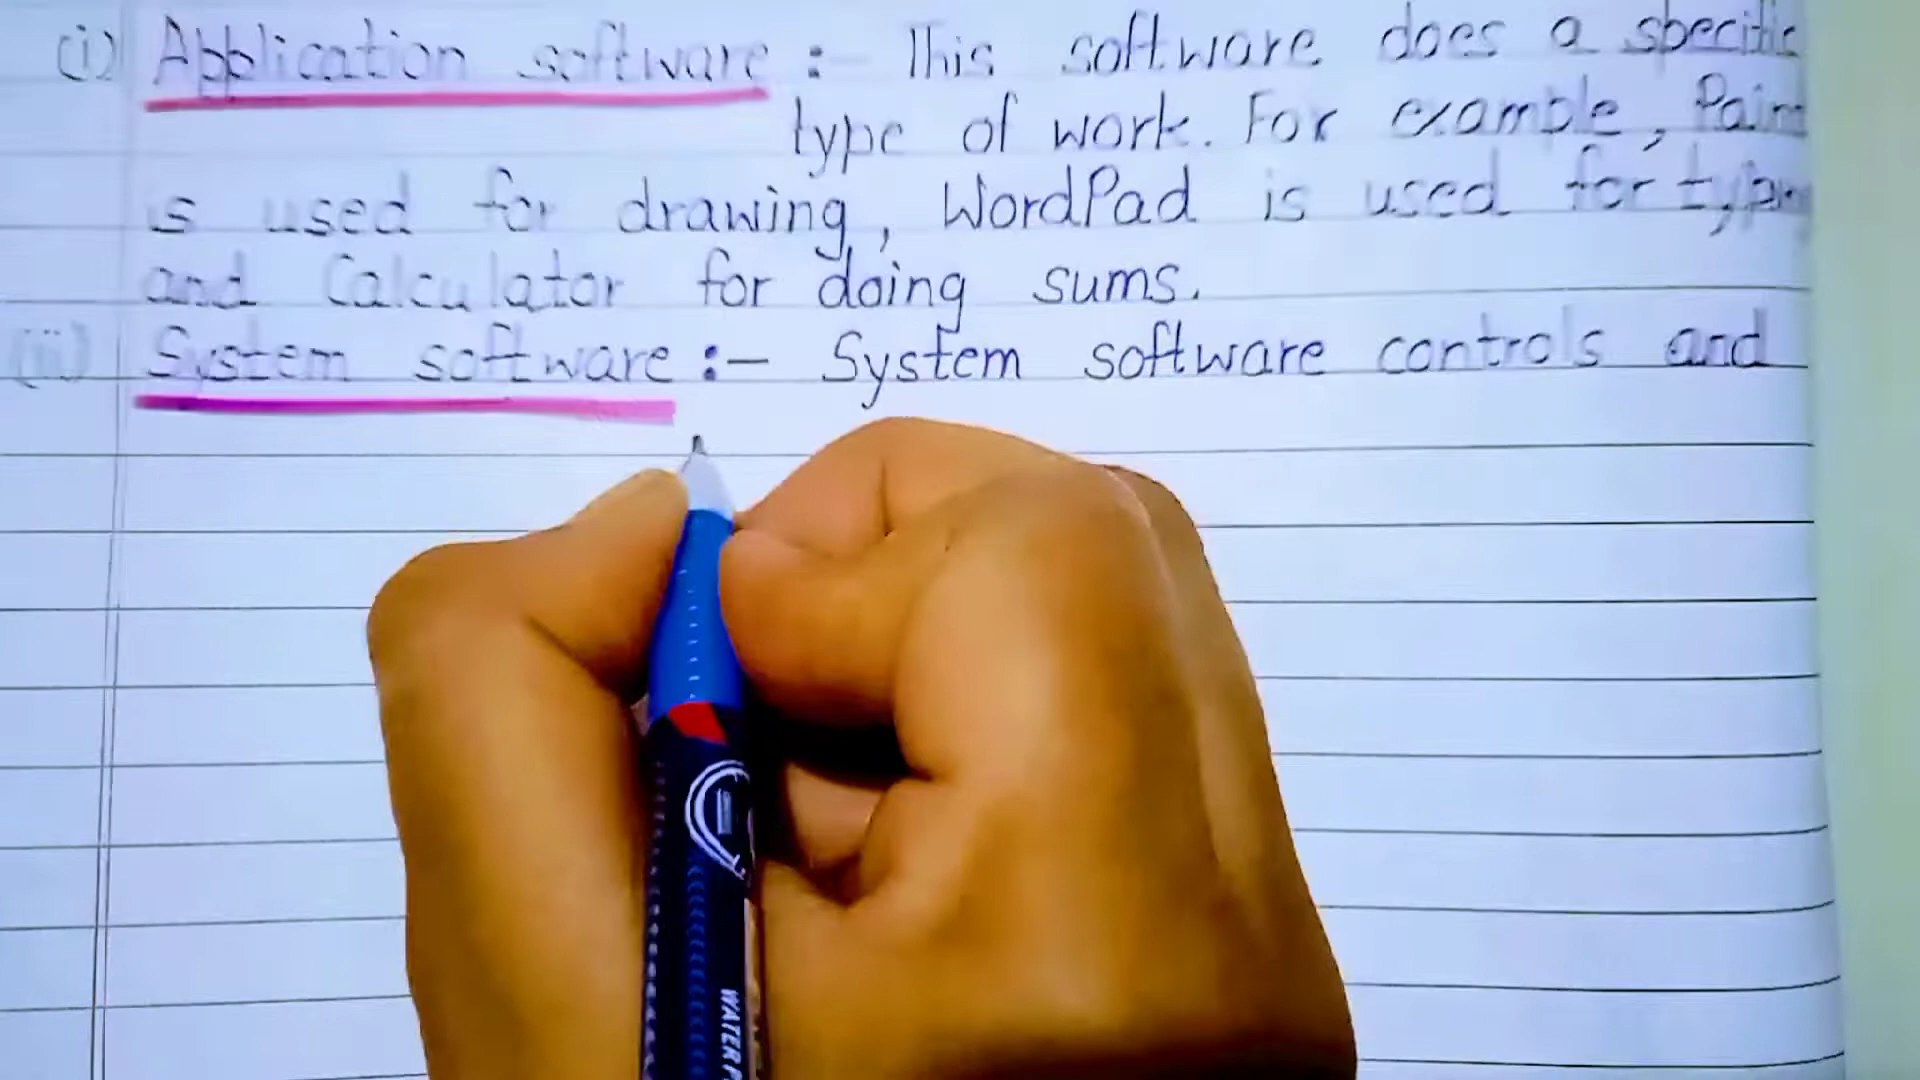 (i) Application software :- This software does a specific
type of work. For example, Paint
is used for drawing, WordPad is used for
and Calculator for doing sums.
(ii) System software :- System software controls and
WATER P